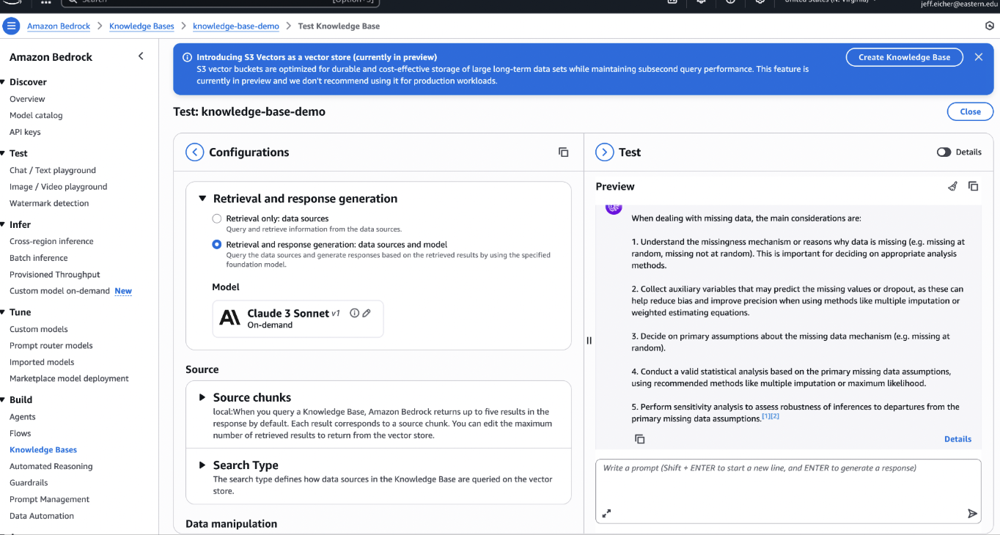 Search
[Option+S]
United States (N. Virginia)
jeff.eicher@eastern.edu
Amazon Bedrock
Knowledge Bases
knowledge-base-demo
Test Knowledge Base
Amazon Bedrock
Discover
Overview
Model catalog
API keys
Test
Chat / Text playground
Image / Video playground
Watermark detection
Infer
Cross-region inference
Batch inference
Provisioned Throughput
Custom model on-demand New
Tune
Custom models
Prompt router models
Imported models
Marketplace model deployment
Build
Agents
Flows
Knowledge Bases
Automated Reasoning
Guardrails
Prompt Management
Data Automation
Introducing S3 Vectors as a vector store (currently in preview)
S3 vector buckets are optimized for durable and cost-effective storage of large long-term data sets while maintaining subsecond query performance. This feature is
currently in preview and we don't recommend using it for production workloads.
Create Knowledge Base
Test: knowledge-base-demo
Close
Configurations
Retrieval and response generation
Retrieval only: data sources
Query and retrieve information from the data sources.
Retrieval and response generation: data sources and model
Query the data sources and generate responses based on the retrieved results by using the specified
foundation model.
Model
Claude 3 Sonnet v1
On-demand
Source
Source chunks
local:When you query a Knowledge Base, Amazon Bedrock returns up to five results in the
response by default. Each result corresponds to a source chunk. You can edit the maximum
number of retrieved results to return from the vector store.
Search Type
The search type defines how data sources in the Knowledge Base are queried on the vector
store.
Data manipulation
Test
Details
Preview
When dealing with missing data, the main considerations are:
1. Understand the missingness mechanism or reasons why data is missing (e.g. missing at
random, missing not at random). This is important for deciding on appropriate analysis
methods.
2. Collect auxiliary variables that may predict the missing values or dropout, as these can
help reduce bias and improve precision when using methods like multiple imputation or
weighted estimating equations.
3. Decide on primary assumptions about the missing data mechanism (e.g. missing at
random).
4. Conduct a valid statistical analysis based on the primary missing data assumptions,
using recommended methods like multiple imputation or maximum likelihood.
5. Perform sensitivity analysis to assess robustness of inferences to departures from the
primary missing data assumptions.[1][2]
Details
Write a prompt (Shift + ENTER to start a new line, and ENTER to generate a response)